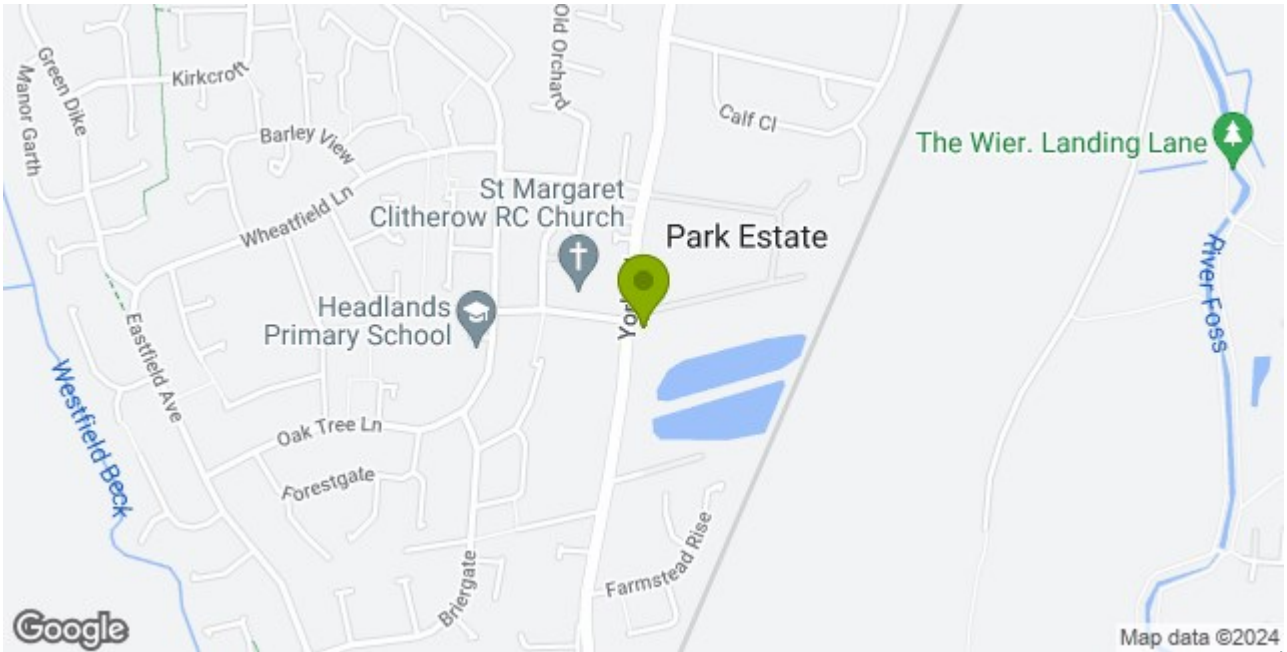 Old Orchard
Green Dike
Manor Garth
Kirkcroft
Calf Cl
Barley View
The Wier. Landing Lane
Wheatfield Ln
St Margaret
Clitherow RC Church
Park Estate
River Foss
Headlands
Primary School
Eastfield Ave
Westfield Beck
Oak Tree Ln
Forestgate
Briergate
Farmstead Rise
Google
Map data ©2024